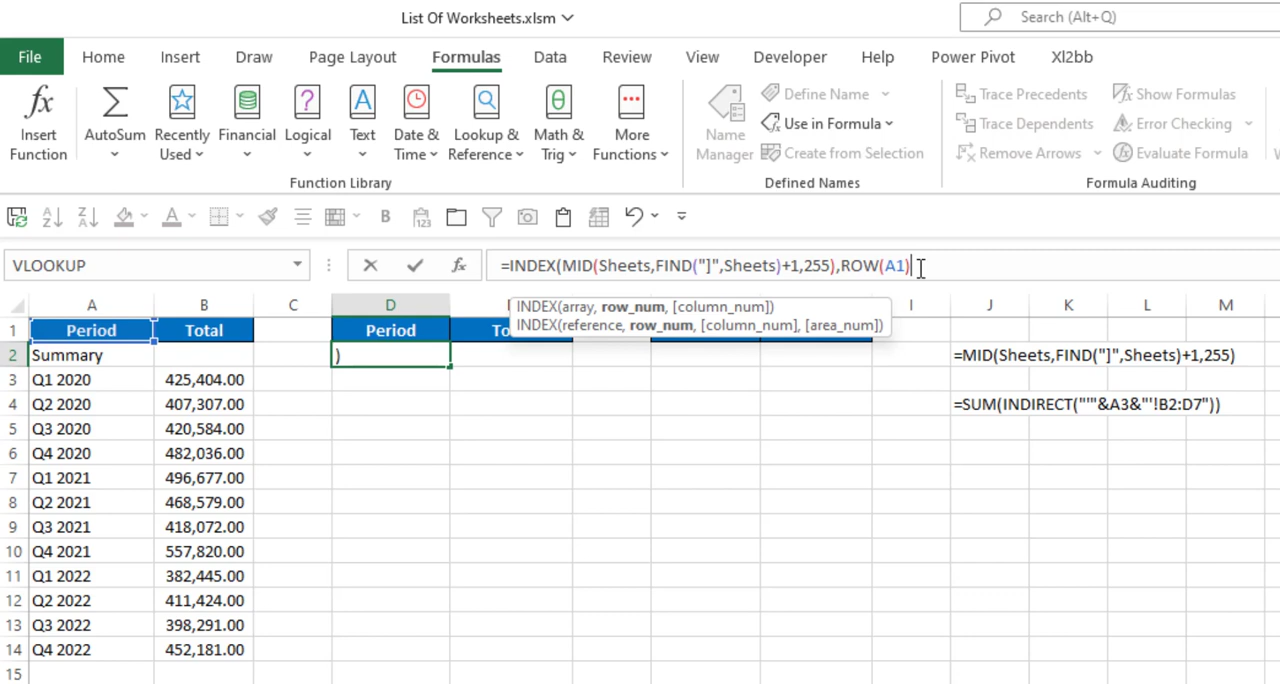 List Of Worksheets.xlsm
Search (Alt+Q)
File Home Insert Draw Page Layout Formulas Data Review View Developer Help Power Pivot Xl2bb
Insert Function
AutoSum
Recently Used
Financial
Logical
Text
Date & Time
Lookup & Reference
Math & Trig
More Functions
Function Library
Name Manager
Define Name
Use in Formula
Create from Selection
Defined Names
Trace Precedents
Trace Dependents
Remove Arrows
Show Formulas
Error Checking
Evaluate Formula
Formula Auditing
VLOOKUP
fx
=INDEX(MID(Sheets,FIND("]",Sheets)+1,255),ROW(A1)
INDEX(array, row_num, [column_num])
INDEX(reference, row_num, [column_num], [area_num])
A B C D I J K L M
1 Period Total Period To
2 Summary ) =MID(Sheets,FIND("]",Sheets)+1,255)
3 Q1 2020 425,404.00
4 Q2 2020 407,307.00 =SUM(INDIRECT("'"&A3&"'!B2:D7"))
5 Q3 2020 420,584.00
6 Q4 2020 482,036.00
7 Q1 2021 496,677.00
8 Q2 2021 468,579.00
9 Q3 2021 418,072.00
10 Q4 2021 557,820.00
11 Q1 2022 382,445.00
12 Q2 2022 411,424.00
13 Q3 2022 398,291.00
14 Q4 2022 452,181.00
15